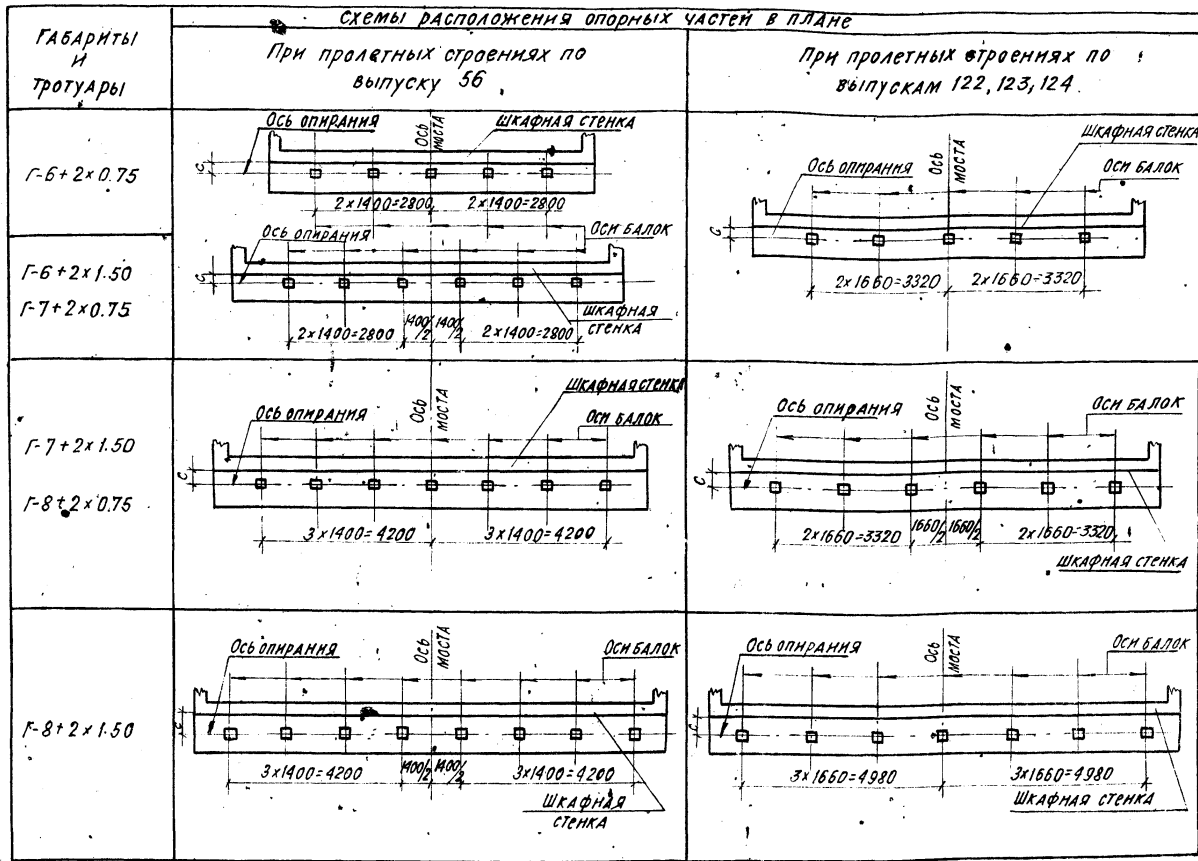 Схемы расположения опорных частей в плане
Габариты
и
тротуары
При пролетных строениях по
выпуску 56
При пролетных строениях по
выпускам 122, 123, 124
Г-6+2×0.75
Ось опирания
Ось
моста
Шкафная стенка
с
2×1400=2800
2×1400=2800
Г-6+2×1.50
Г-7+2×0.75
Ось опирания
Оси балок
с
Шкафная
стенка
2×1400=2800
1400/2
1400/2
2×1400=2800
Шкафная стенка
Ось опирания
Ось
моста
Оси балок
с
2×1660=3320
2×1660=3320
Г-7+2×1.50
Г-8+2×0.75
Шкафная стенка
Ось опирания
Ось
моста
Оси балок
с
3×1400=4200
3×1400=4200
Ось опирания
Ось
моста
Оси балок
с
2×1660=3320
1660/2
1660/2
2×1660=3320
Шкафная стенка
Г-8+2×1.50
Ось опирания
Ось
моста
Оси балок
с
3×1400=4200
1400/2
1400/2
3×1400=4200
Шкафная
стенка
Ось опирания
Ось
моста
Оси балок
с
3×1660=4980
3×1660=4980
Шкафная стенка